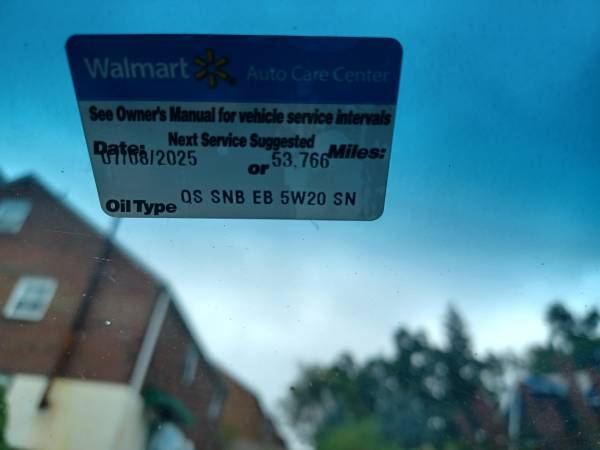 Walmart Auto Care Center
See Owner's Manual for vehicle service intervals
Next Service Suggested
Date: 01/08/2025 or 53,766 Miles:
Oil Type QS SNB EB 5W20 SN